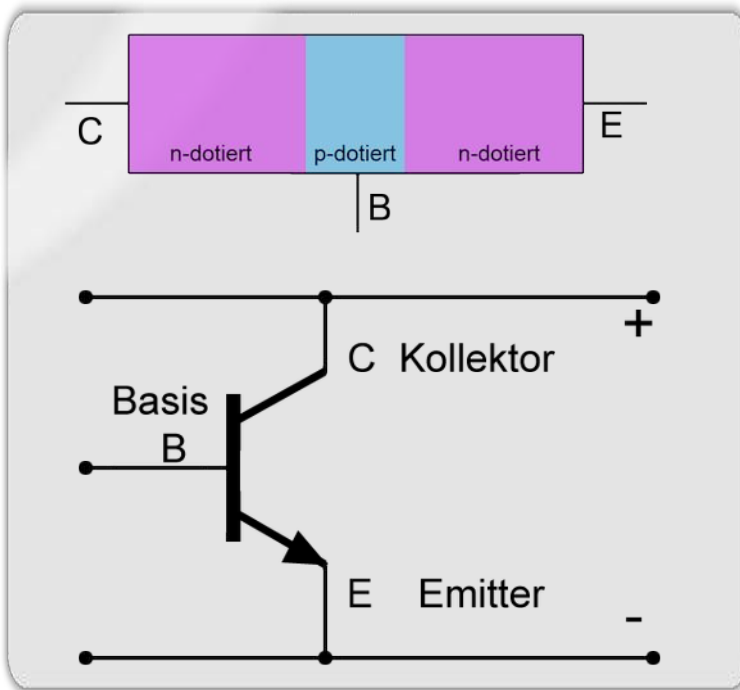 C
E
n-dotiert p-dotiert n-dotiert
B
+
C Kollektor
Basis
B
E Emitter
-